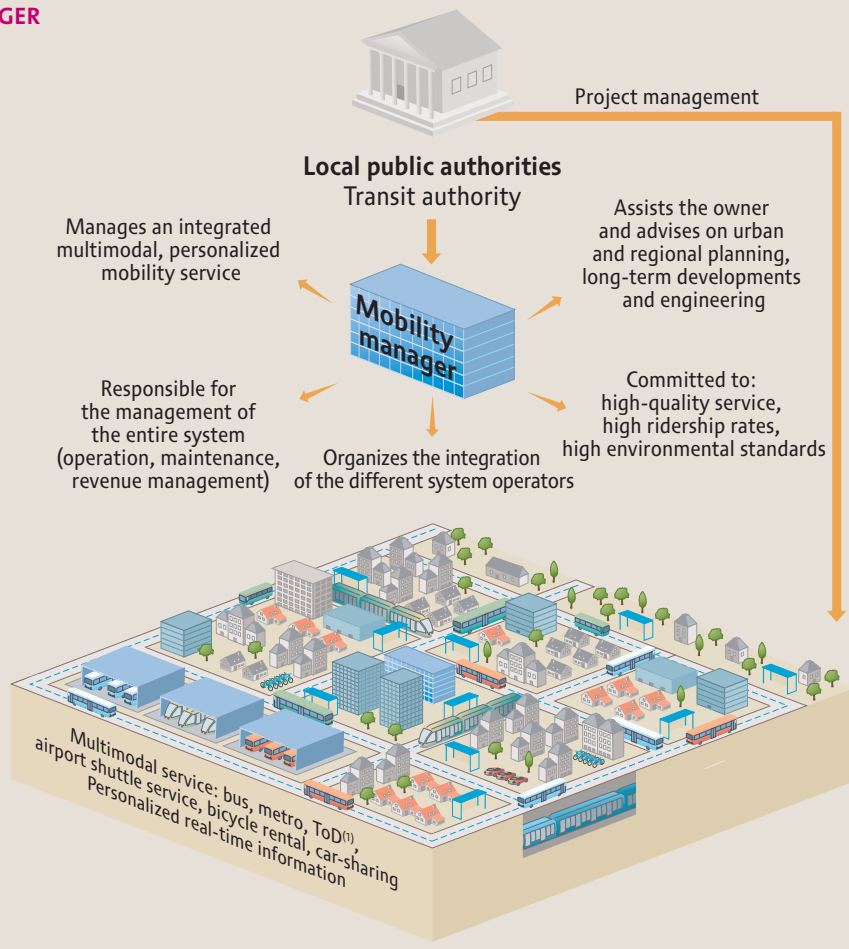 GER
Project management
Local public authorities
Transit authority
Manages an integrated
multimodal, personalized
mobility service
Assists the owner
and advises on urban
and regional planning,
long-term developments
and engineering
Mobility
manager
Responsible for
the management of
the entire system
(operation, maintenance,
revenue management)
Organizes the integration
of the different system operators
Committed to:
high-quality service,
high ridership rates,
high environmental standards
Multimodal service: bus, metro, ToD(1),
airport shuttle service, bicycle rental, car-sharing
Personalized real-time information